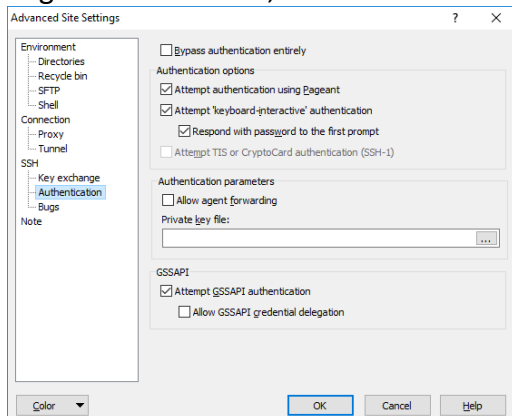 Advanced Site Settings
?
Environment
Directories
Recycle bin
SFTP
Shell
Connection
Proxy
Tunnel
SSH
Key exchange
Authentication
Bugs
Note
Bypass authentication entirely
Authentication options
Attempt authentication using Pageant
Attempt 'keyboard-interactive' authentication
Respond with password to the first prompt
Attempt TIS or CryptoCard authentication (SSH-1)
Authentication parameters
Allow agent forwarding
Private key file:
...
GSSAPI
Attempt GSSAPI authentication
Allow GSSAPI credential delegation
Color
OK
Cancel
Help